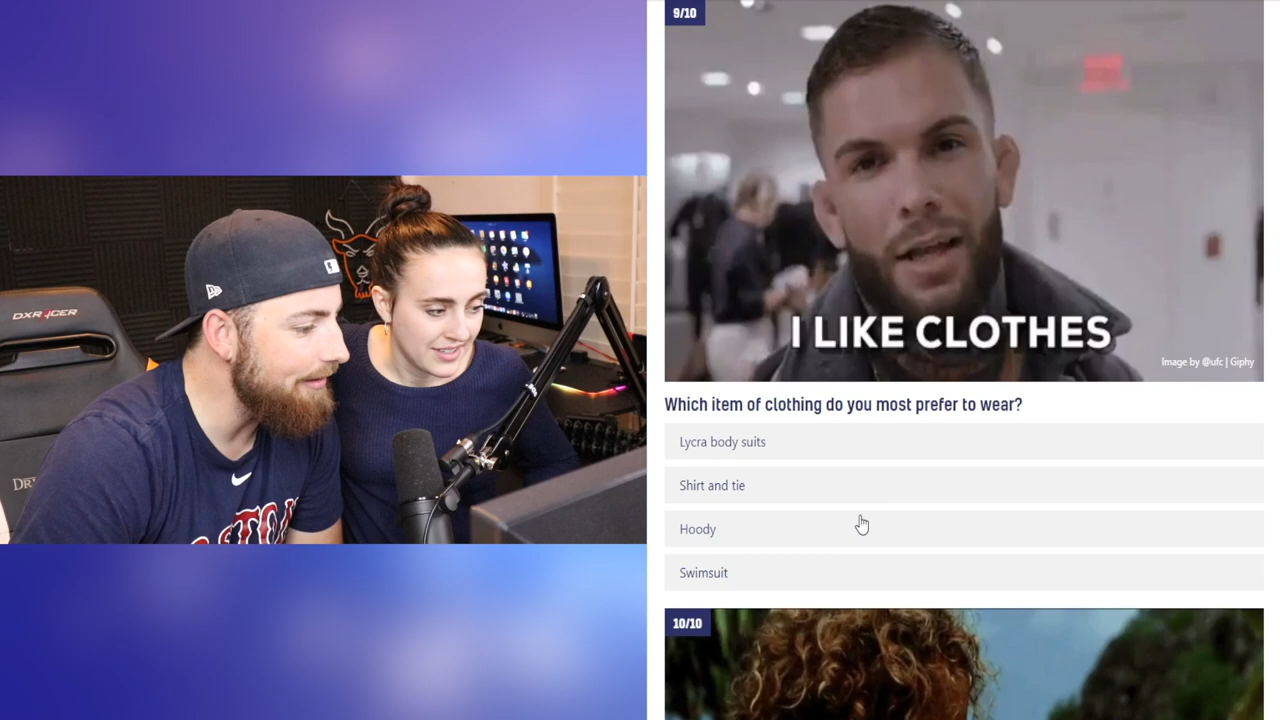 DXRACER
DR
9/10
I LIKE CLOTHES
Image by @ufc | Giphy
Which item of clothing do you most prefer to wear?
Lycra body suits
Shirt and tie
Hoody
Swimsuit
10/10